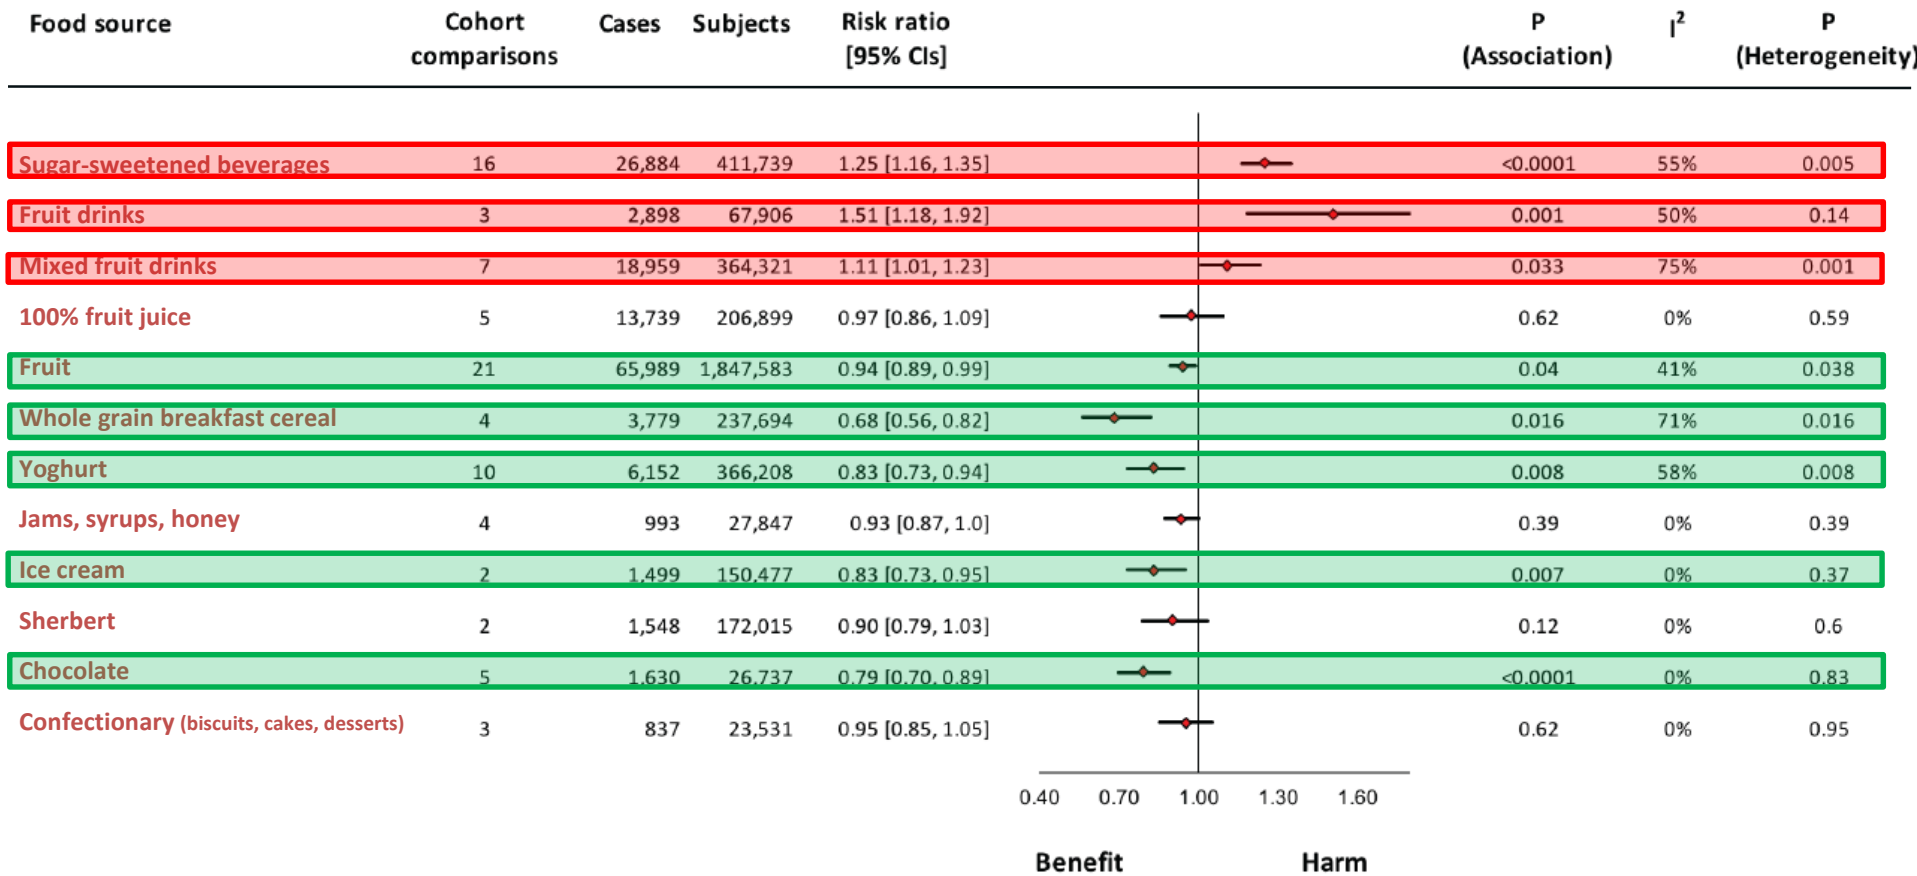 Food source Cohort comparisons Cases Subjects Risk ratio [95% CIs] P (Association) I² P (Heterogeneity)
Sugar-sweetened beverages 16 26,884 411,739 1.25 [1.16, 1.35] <0.0001 55% 0.005
Fruit drinks 3 2,898 67,906 1.51 [1.18, 1.92] 0.001 50% 0.14
Mixed fruit drinks 7 18,959 364,321 1.11 [1.01, 1.23] 0.033 75% 0.001
100% fruit juice 5 13,739 206,899 0.97 [0.86, 1.09] 0.62 0% 0.59
Fruit 21 65,989 1,847,583 0.94 [0.89, 0.99] 0.04 41% 0.038
Whole grain breakfast cereal 4 3,779 237,694 0.68 [0.56, 0.82] 0.016 71% 0.016
Yoghurt 10 6,152 366,208 0.83 [0.73, 0.94] 0.008 58% 0.008
Jams, syrups, honey 4 993 27,847 0.93 [0.87, 1.0] 0.39 0% 0.39
Ice cream 2 1,499 150,477 0.83 [0.73, 0.95] 0.007 0% 0.37
Sherbert 2 1,548 172,015 0.90 [0.79, 1.03] 0.12 0% 0.6
Chocolate 5 1,630 26,737 0.79 [0.70, 0.89] <0.0001 0% 0.83
Confectionary (biscuits, cakes, desserts) 3 837 23,531 0.95 [0.85, 1.05] 0.62 0% 0.95
0.40 0.70 1.00 1.30 1.60
Benefit Harm